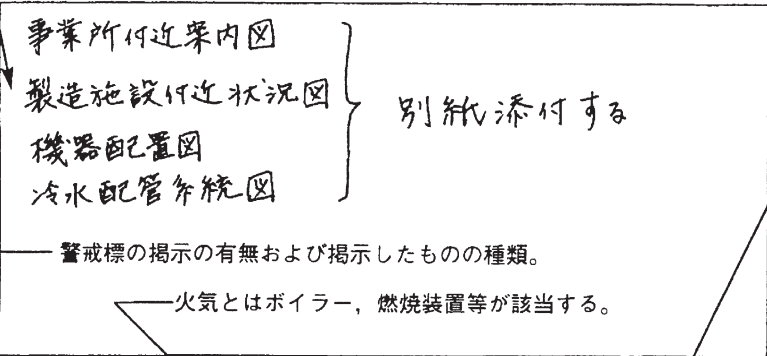 事業所付近案内図
製造施設付近状況図
機器配置図
冷水配管系統図
別紙添付する
警戒標の掲示の有無および掲示したものの種類。
火気とはボイラー，燃焼装置等が該当する。